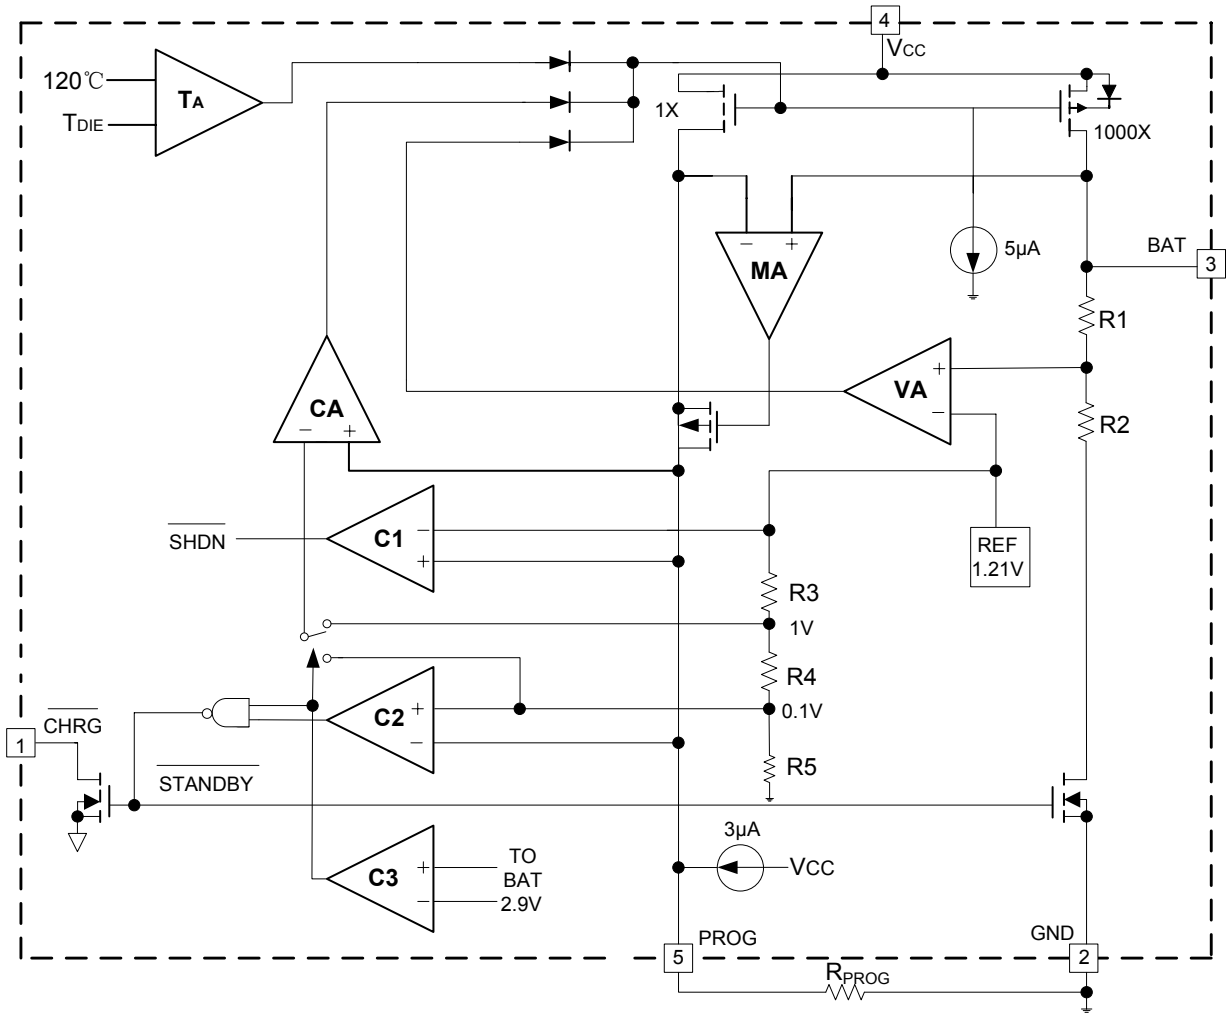 4
VCC
120℃
TA
TDIE
1X
1000X
− +
MA
5µA
BAT
3
R1
CA
− +
VA
+
−
R2
SHDN
C1
−
+
REF
1.21V
R3
1V
R4
C2
+
−
0.1V
CHRG
1
STANDBY
R5
3µA
VCC
C3
+
−
TO
BAT
2.9V
PROG
5
GND
2
RPROG